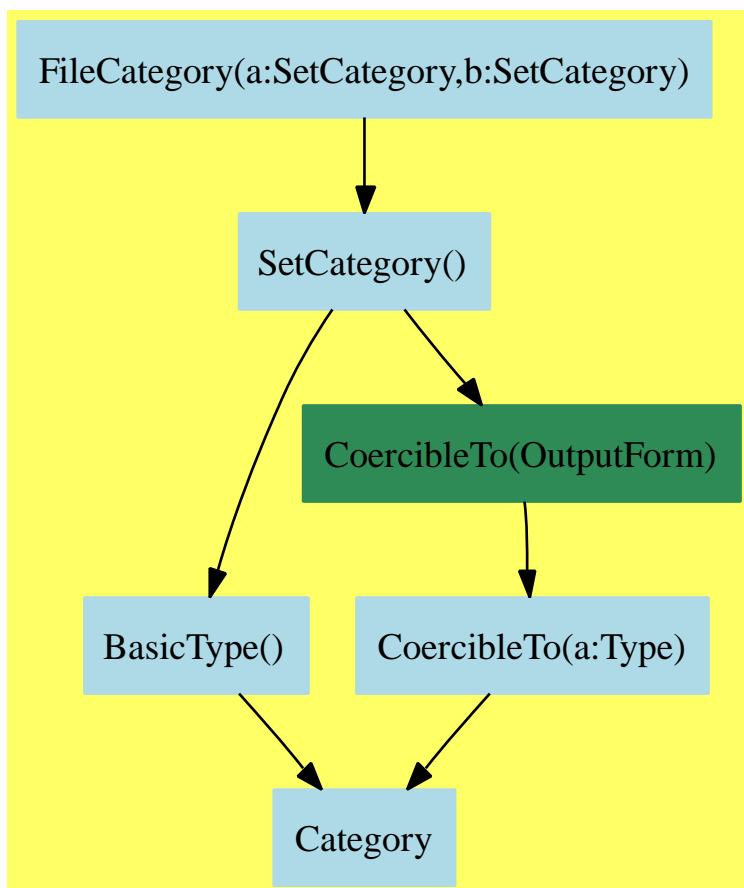 FileCategory(a:SetCategory,b:SetCategory)
SetCategory()
CoercibleTo(OutputForm)
BasicType()
CoercibleTo(a:Type)
Category